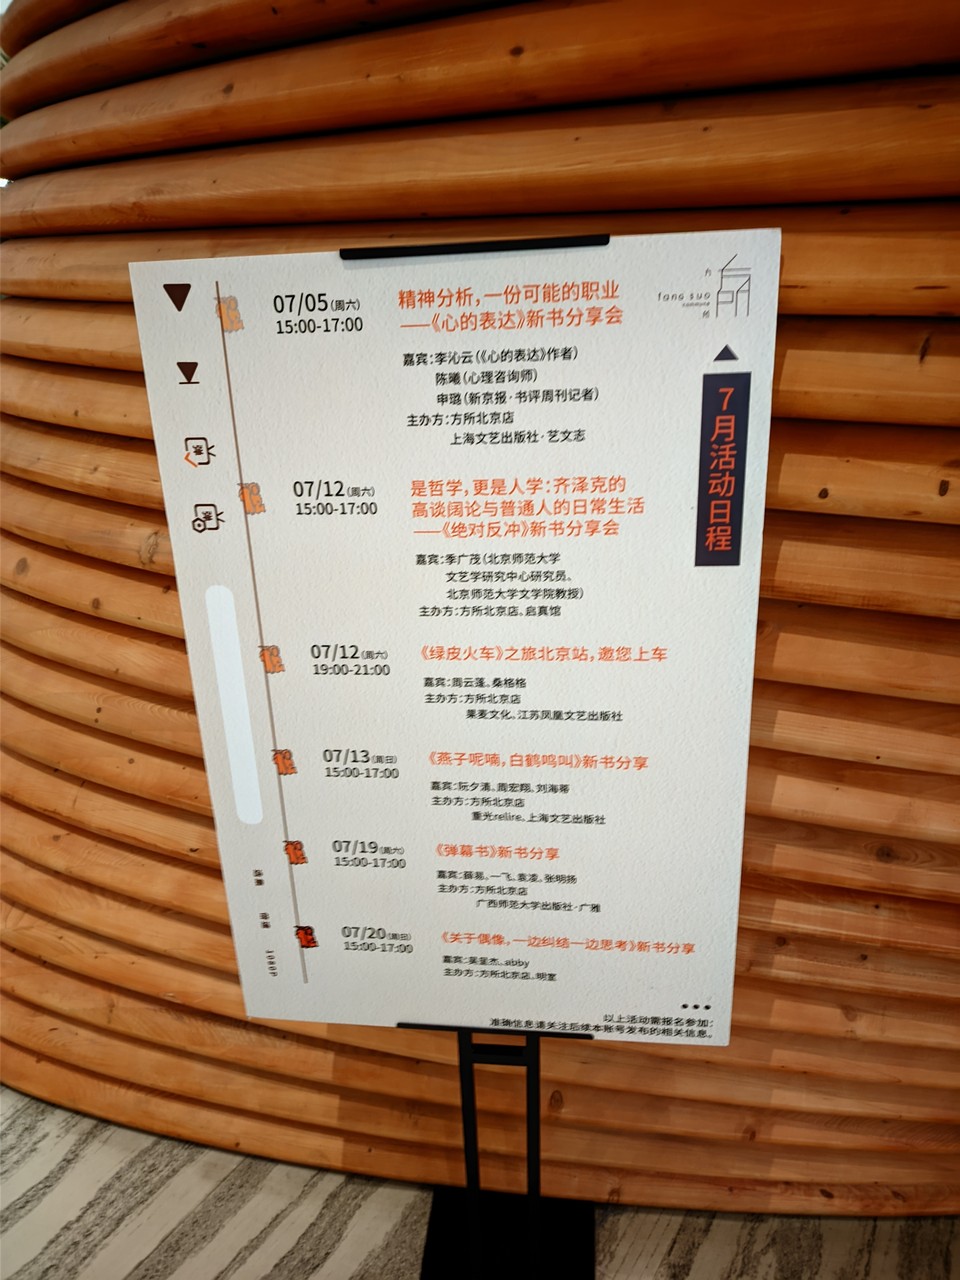 方
fang suo
commune
所
7月活动日程
07/05(周六)
15:00-17:00
精神分析，一份可能的职业
——《心的表达》新书分享会
嘉宾：李沁云(《心的表达》作者)
陈曦(心理咨询师)
申璐(新京报·书评周刊记者)
主办方：方所北京店
上海文艺出版社·艺文志
07/12(周六)
15:00-17:00
是哲学，更是人学：齐泽克的
高谈阔论与普通人的日常生活
——《绝对反冲》新书分享会
嘉宾：季广茂(北京师范大学
文艺学研究中心研究员、
北京师范大学文学院教授)
主办方：方所北京店、启真馆
07/12(周六)
19:00-21:00
《绿皮火车》之旅北京站，邀您上车
嘉宾：周云蓬、桑格格
主办方：方所北京店
果麦文化、江苏凤凰文艺出版社
07/13(周日)
15:00-17:00
《燕子呢喃，白鹤鸣叫》新书分享
嘉宾：阮夕清、周宏翔、刘海蒂
主办方：方所北京店
重光relire、上海文艺出版社
07/19(周六)
15:00-17:00
《弹幕书》新书分享
嘉宾：薛易、一飞、袁凌、张明扬
主办方：方所北京店
广西师范大学出版社·广雅
07/20(周日)
15:00-17:00
《关于偶像，一边纠结一边思考》新书分享
嘉宾：吴呈杰、abby
主办方：方所北京店、明室
1080P
以上活动需报名参加；
准确信息请关注后续本账号发布的相关信息。